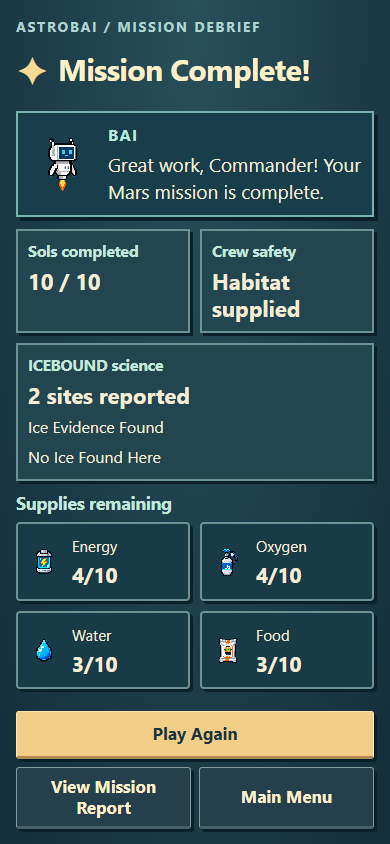 ASTROBAI / MISSION DEBRIEF
Mission Complete!
BAI
Great work, Commander! Your
Mars mission is complete.
Sols completed
10 / 10
Crew safety
Habitat
supplied
ICEBOUND science
2 sites reported
Ice Evidence Found
No Ice Found Here
Supplies remaining
Energy
4/10
Oxygen
4/10
Water
3/10
Food
3/10
Play Again
View Mission
Report
Main Menu